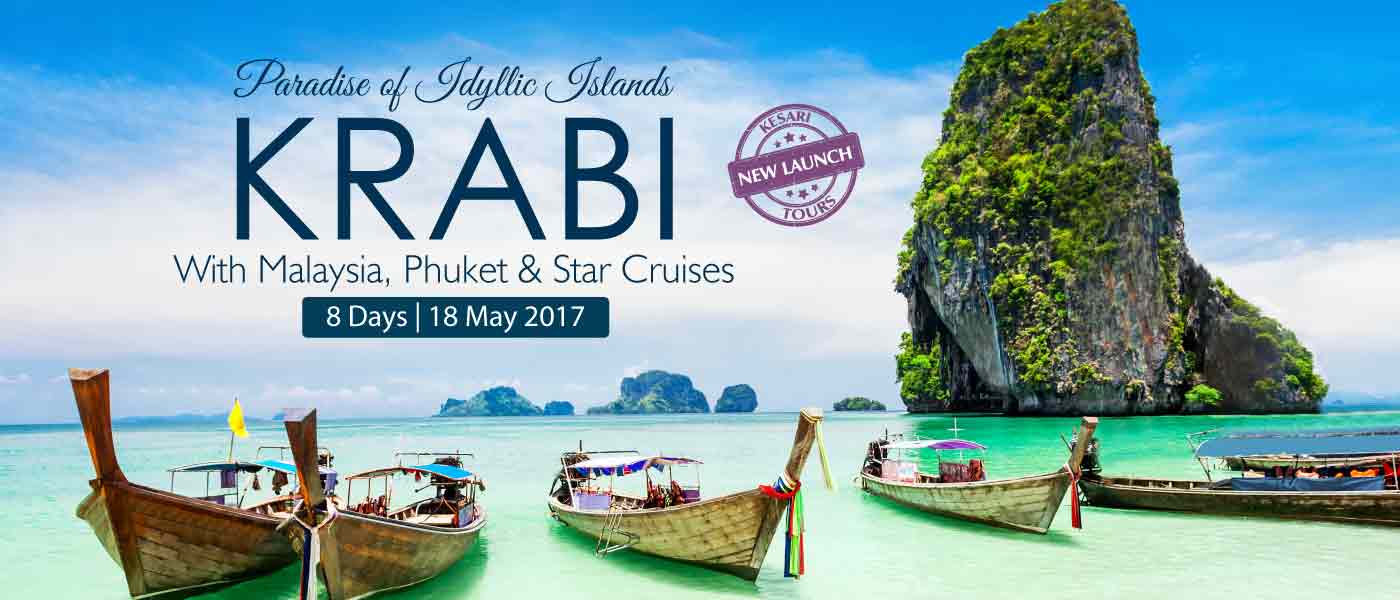 Paradise of Idyllic Islands
KRABI
With Malaysia, Phuket & Star Cruises
8 Days | 18 May 2017
KESARI
NEW LAUNCH
TOURS